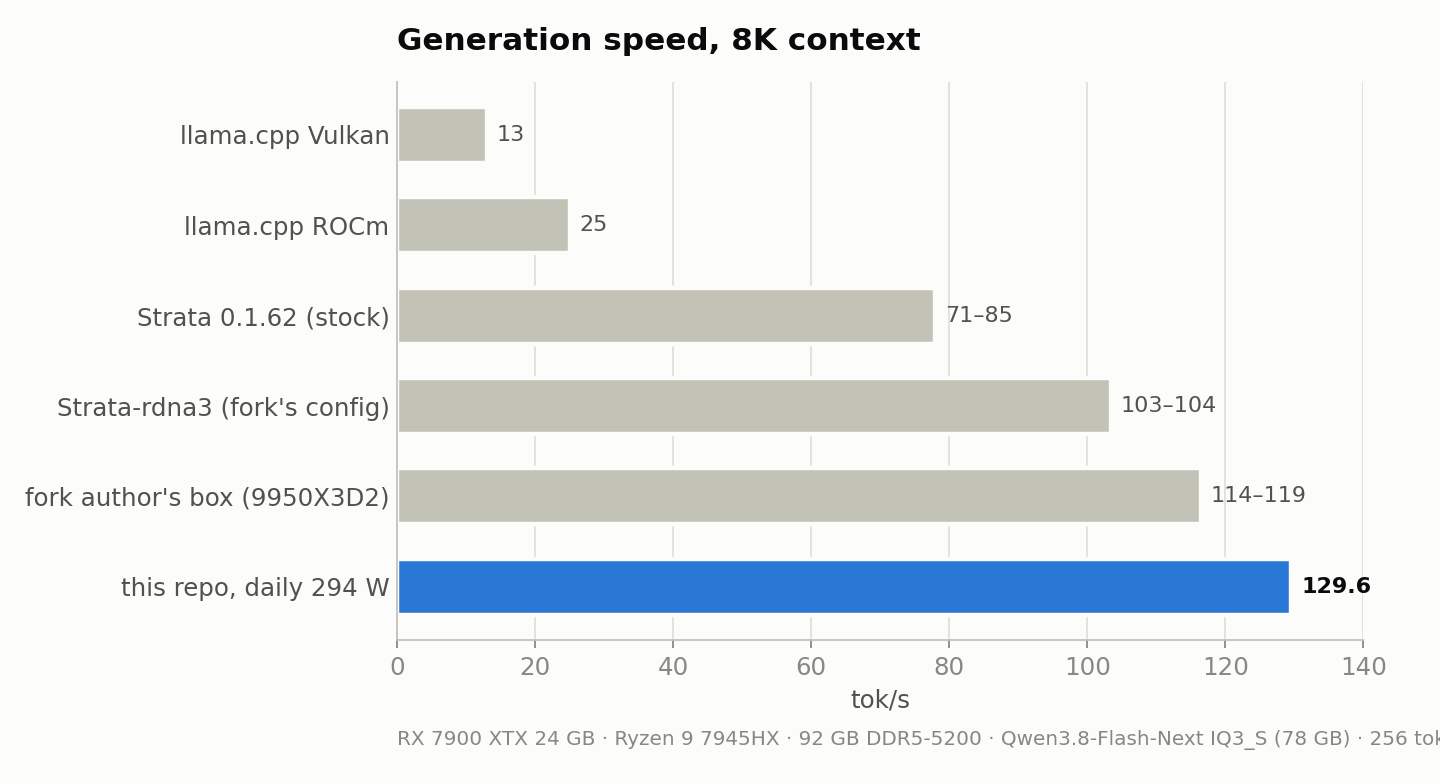 Generation speed, 8K context
llama.cpp Vulkan
13
llama.cpp ROCm
25
Strata 0.1.62 (stock)
71–85
Strata-rdna3 (fork's config)
103–104
fork author's box (9950X3D2)
114–119
this repo, daily 294 W
129.6
0 20 40 60 80 100 120 140
tok/s
RX 7900 XTX 24 GB · Ryzen 9 7945HX · 92 GB DDR5-5200 · Qwen3.8-Flash-Next IQ3_S (78 GB) · 256 tok